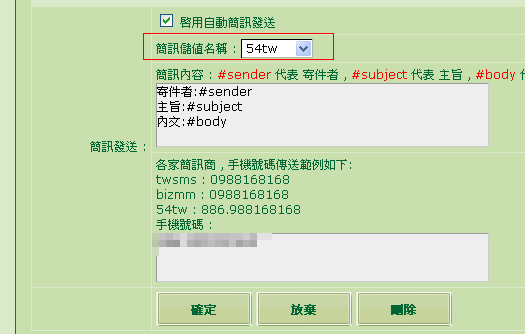 啓用自動簡訊發送
簡訊儲值名稱：54tw
簡訊內容：#sender 代表 寄件者，#subject 代表 主旨，#body
寄件者:#sender
主旨:#subject
內文:#body
簡訊發送：
各家簡訊商，手機號碼傳送範例如下:
twsms：0988168168
bizmm：0988168168
54tw：886.988168168
手機號碼：
確定 放棄 刪除